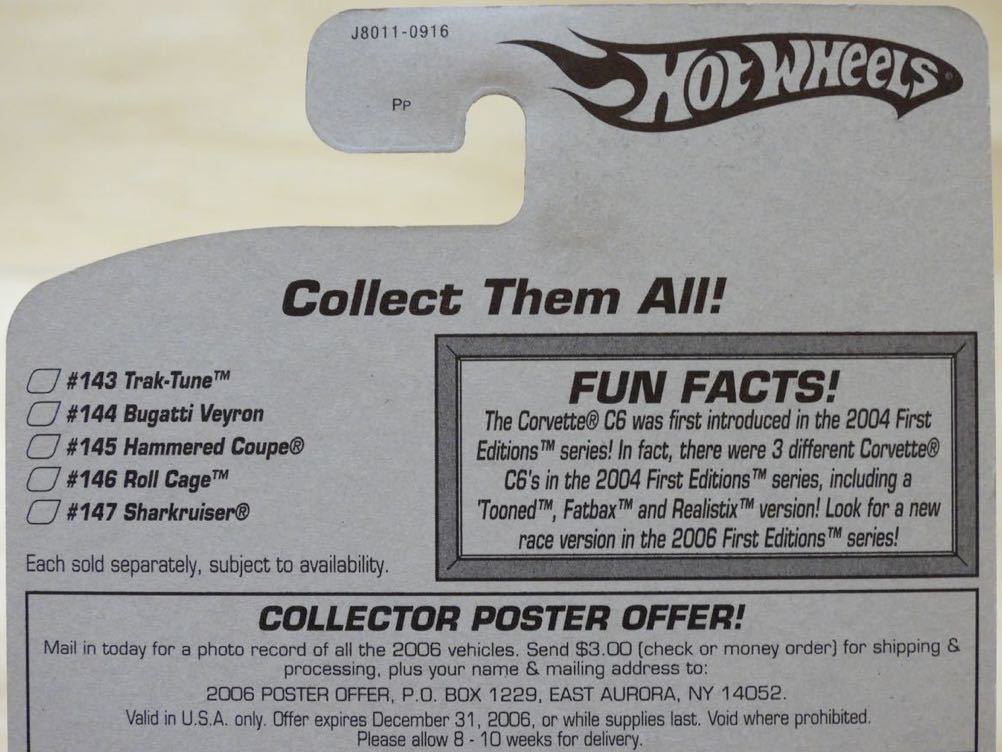 J8011-0916
PP
HOT WHEELS®
Collect Them All!
#143 Trak-Tune™
#144 Bugatti Veyron
#145 Hammered Coupe®
#146 Roll Cage™
#147 Sharkruiser®
Each sold separately, subject to availability.
FUN FACTS!
The Corvette® C6 was first introduced in the 2004 First
Editions™ series! In fact, there were 3 different Corvette®
C6's in the 2004 First Editions™ series, including a
'Tooned™, Fatbax™ and Realistix™ version! Look for a new
race version in the 2006 First Editions™ series!
COLLECTOR POSTER OFFER!
Mail in today for a photo record of all the 2006 vehicles. Send $3.00 (check or money order) for shipping &
processing, plus your name & mailing address to:
2006 POSTER OFFER, P.O. BOX 1229, EAST AURORA, NY 14052.
Valid in U.S.A. only. Offer expires December 31, 2006, or while supplies last. Void where prohibited.
Please allow 8 - 10 weeks for delivery.